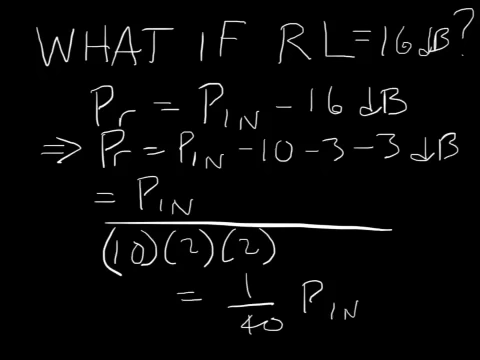 WHAT IF RL=16dB?
Pr = PIN - 16 dB
⇒ Pr = PIN - 10 - 3 - 3 dB
= PIN
(10)(2)(2)
= 1/40 PIN